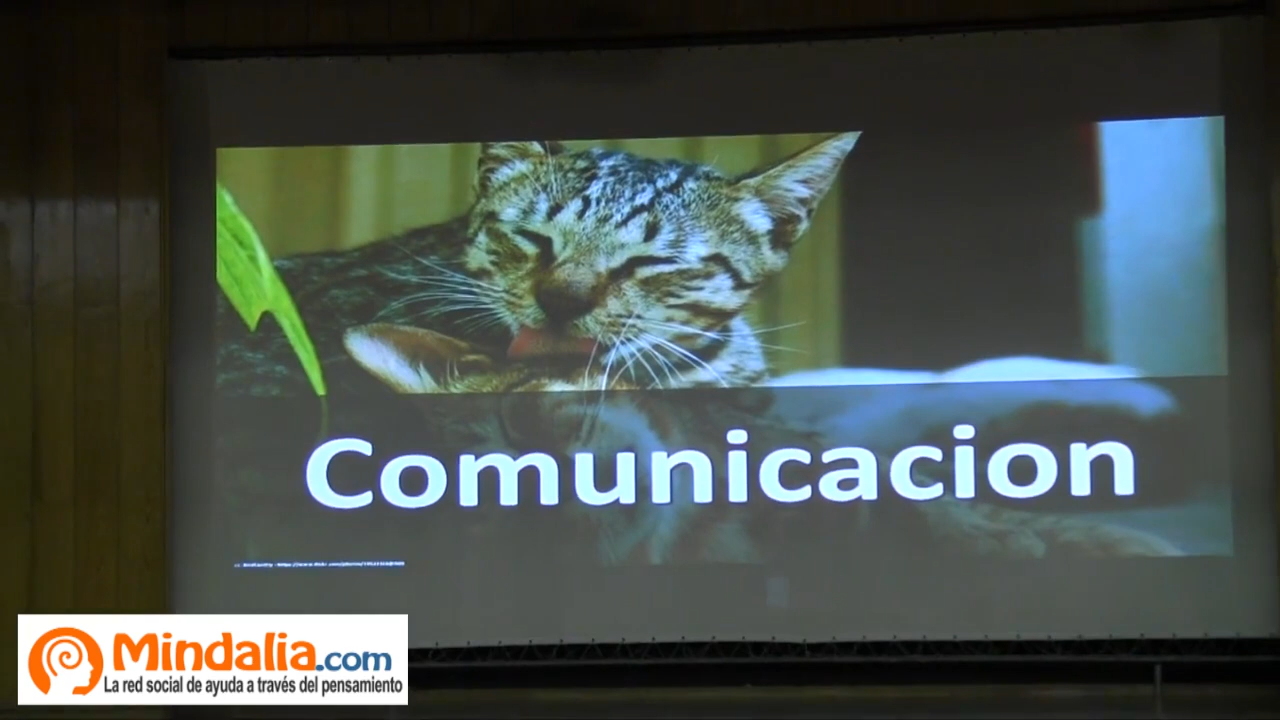 Comunicacion
Mindalia.com
La red social de ayuda a través del pensamiento